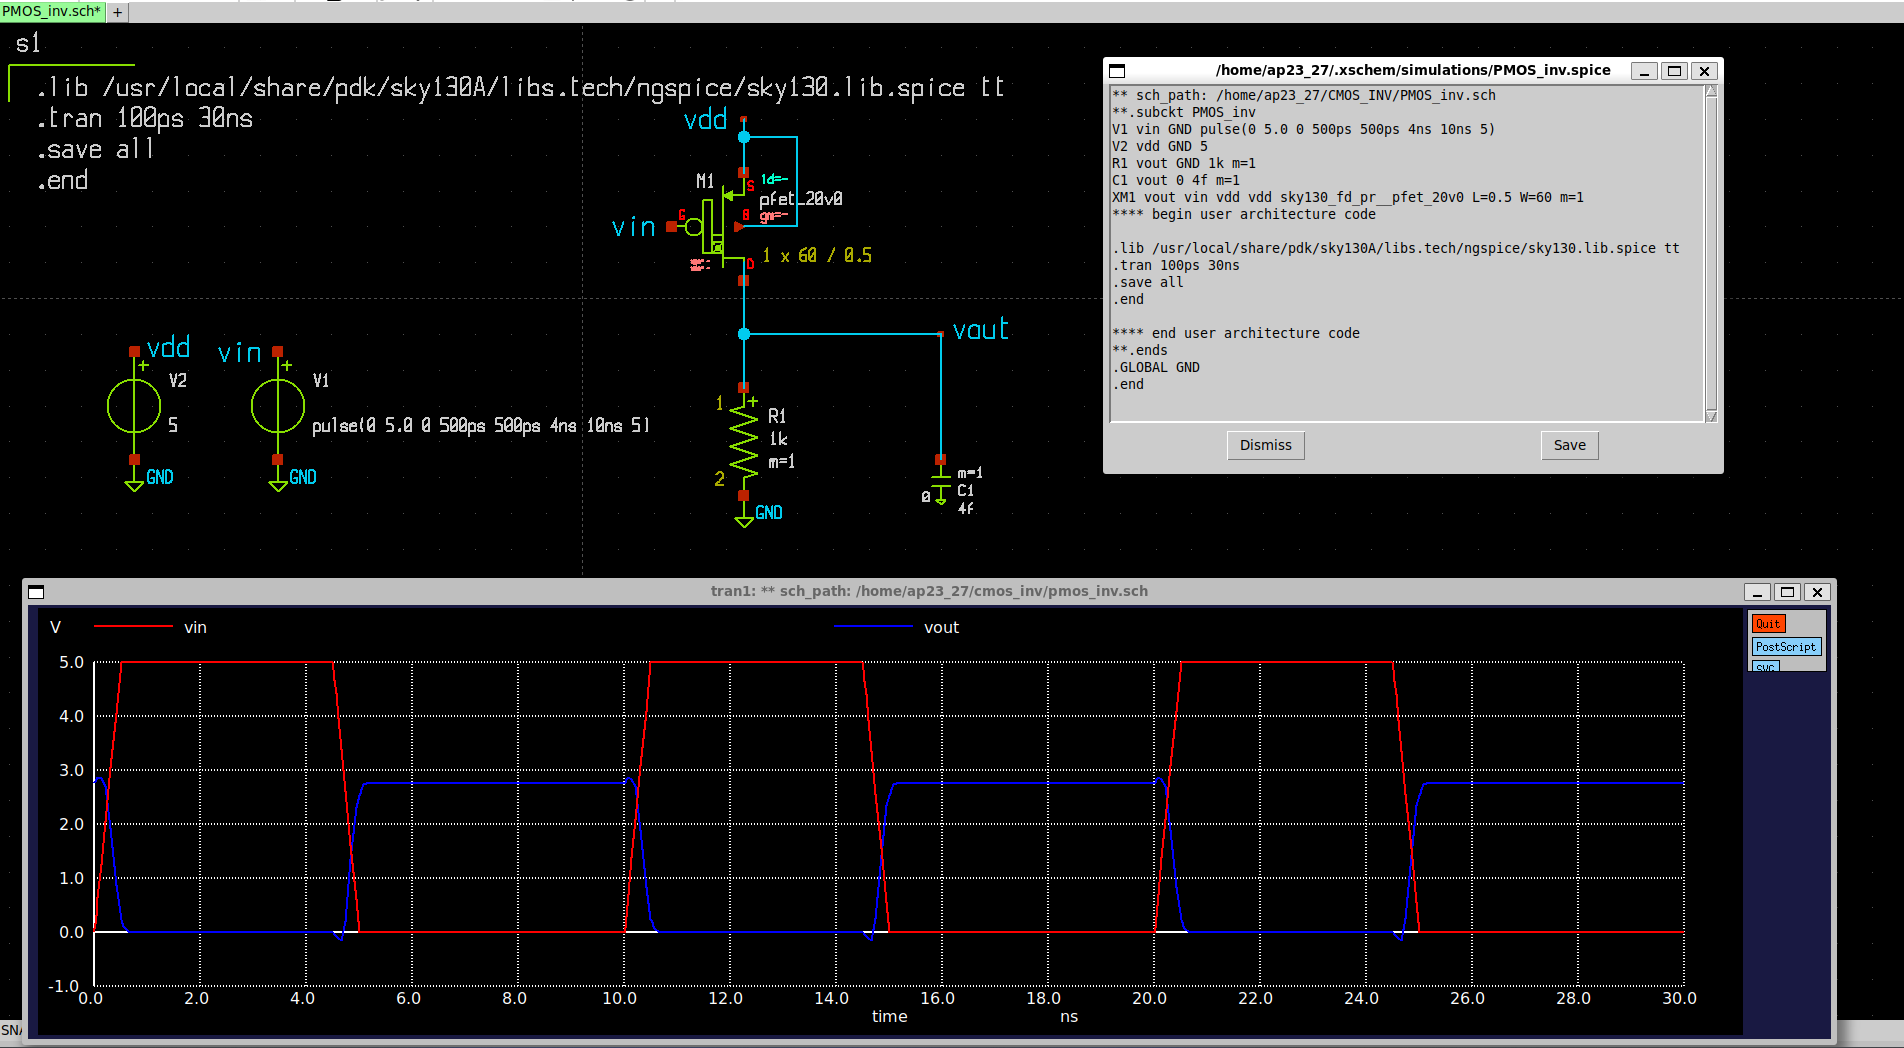 PMOS_inv.sch* +
s1
.lib /usr/local/share/pdk/sky130A/libs.tech/ngspice/sky130.lib.spice tt
.tran 100ps 30ns
.save all
.end
vdd
M1
id=-
S
pfet_20v0
G
B
gm=-
vin
1 x 60 / 0.5
D
vout
vdd
V2
5
GND
vin
V1
pulse(0 5.0 0 500ps 500ps 4ns 10ns 5)
GND
1
R1
1k
m=1
2
GND
m=1
C1
0
4f
/home/ap23_27/.xschem/simulations/PMOS_inv.spice
** sch_path: /home/ap23_27/CMOS_INV/PMOS_inv.sch
**.subckt PMOS_inv
V1 vin GND pulse(0 5.0 0 500ps 500ps 4ns 10ns 5)
V2 vdd GND 5
R1 vout GND 1k m=1
C1 vout 0 4f m=1
XM1 vout vin vdd vdd sky130_fd_pr__pfet_20v0 L=0.5 W=60 m=1
**** begin user architecture code
.lib /usr/local/share/pdk/sky130A/libs.tech/ngspice/sky130.lib.spice tt
.tran 100ps 30ns
.save all
.end
**** end user architecture code
**.ends
.GLOBAL GND
.end
Dismiss Save
tran1: ** sch_path: /home/ap23_27/cmos_inv/pmos_inv.sch
V vin vout
Quit
PostScript
SVG
5.0
4.0
3.0
2.0
1.0
0.0
-1.0
0.0 2.0 4.0 6.0 8.0 10.0 12.0 14.0 16.0 18.0 20.0 22.0 24.0 26.0 28.0 30.0
time ns